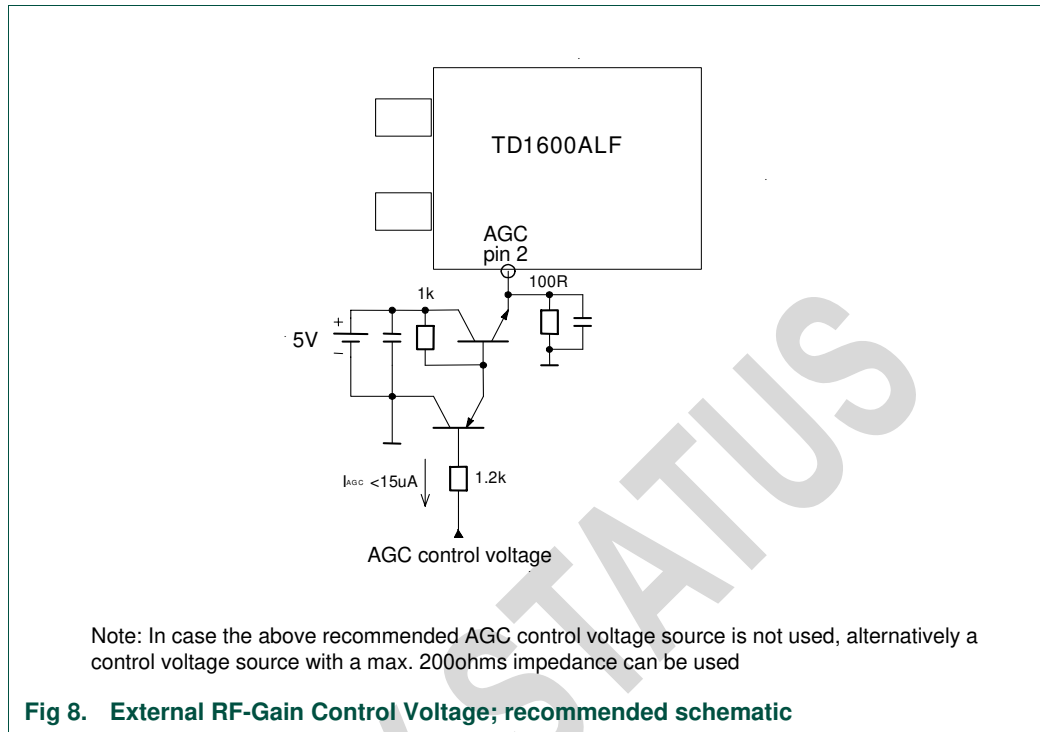 TD1600ALF
AGC
pin 2
100R
1k
+
5V
–
IAGC <15uA
1.2k
AGC control voltage
Note: In case the above recommended AGC control voltage source is not used, alternatively a
control voltage source with a max. 200ohms impedance can be used
STATUS
Fig 8. External RF-Gain Control Voltage; recommended schematic